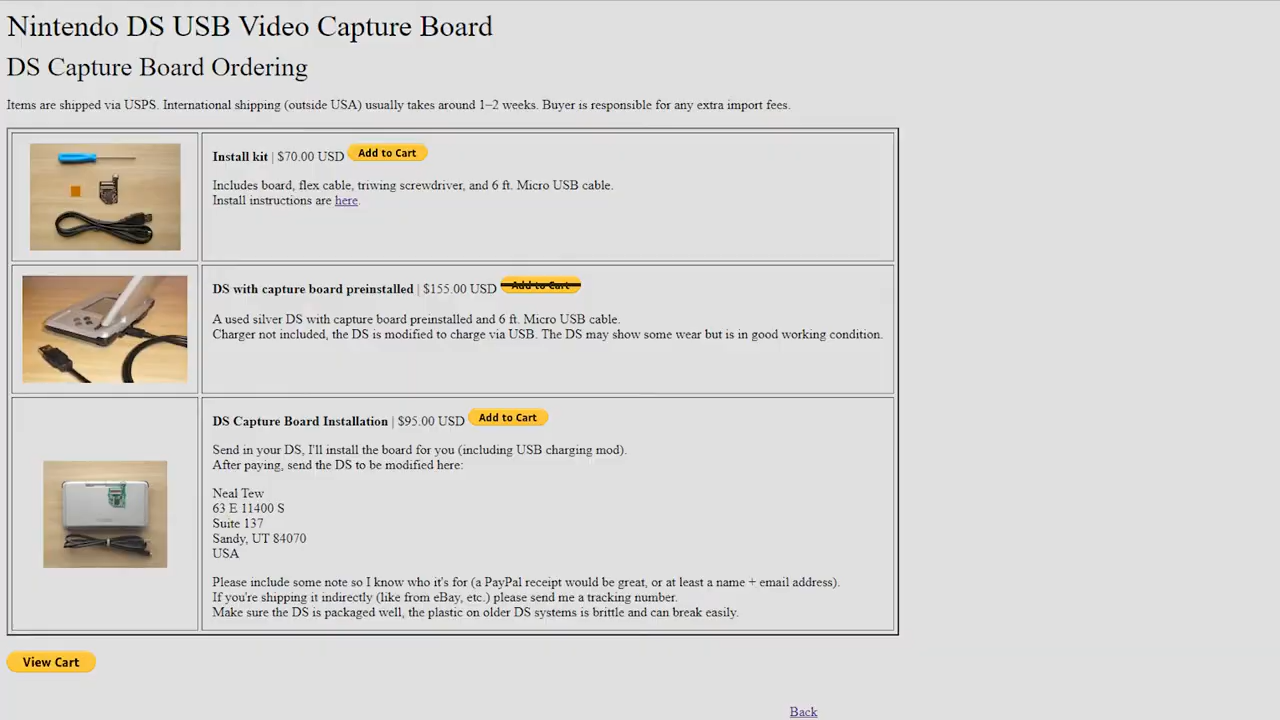 Nintendo DS USB Video Capture Board
DS Capture Board Ordering
Items are shipped via USPS. International shipping (outside USA) usually takes around 1–2 weeks. Buyer is responsible for any extra import fees.
Install kit | $70.00 USD Add to Cart
Includes board, flex cable, triwing screwdriver, and 6 ft. Micro USB cable.
Install instructions are here.
DS with capture board preinstalled | $155.00 USD Add to Cart
A used silver DS with capture board preinstalled and 6 ft. Micro USB cable.
Charger not included, the DS is modified to charge via USB. The DS may show some wear but is in good working condition.
DS Capture Board Installation | $95.00 USD Add to Cart
Send in your DS, I'll install the board for you (including USB charging mod).
After paying, send the DS to be modified here:
Neal Tew
63 E 11400 S
Suite 137
Sandy, UT 84070
USA
Please include some note so I know who it's for (a PayPal receipt would be great, or at least a name + email address).
If you're shipping it indirectly (like from eBay, etc.) please send me a tracking number.
Make sure the DS is packaged well, the plastic on older DS systems is brittle and can break easily.
View Cart
Back